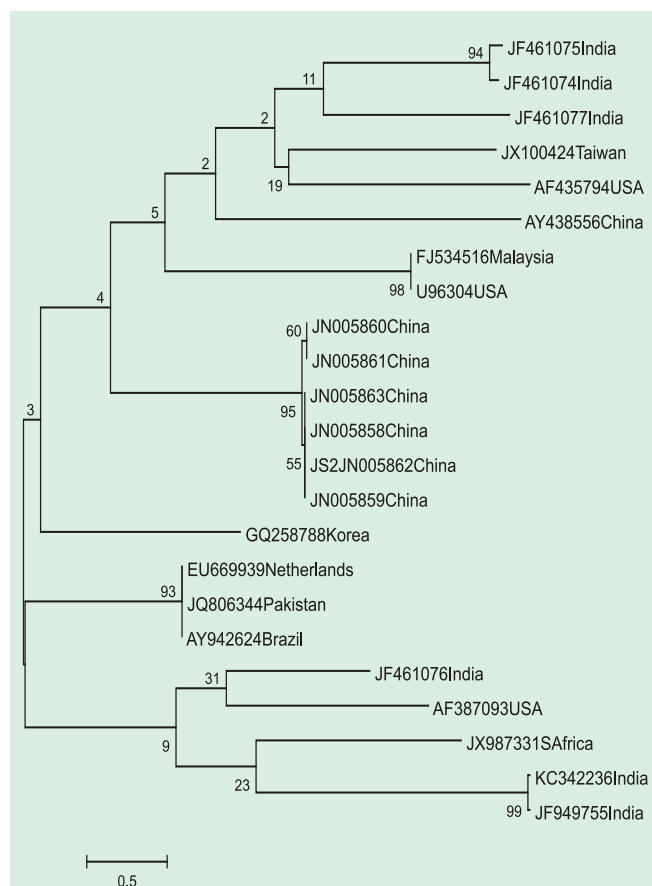 JF461075India
94
JF461074India
11
JF461077India
2
JX100424Taiwan
19
AF435794USA
2
AY438556China
5
FJ534516Malaysia
98
U96304USA
4
JN005860China
60
JN005861China
JN005863China
95
JN005858China
55
JS2JN005862China
JN005859China
3
GQ258788Korea
EU669939Netherlands
93
JQ806344Pakistan
AY942624Brazil
JF461076India
31
AF387093USA
9
JX987331SAfrica
23
KC342236India
99
JF949755India
0.5